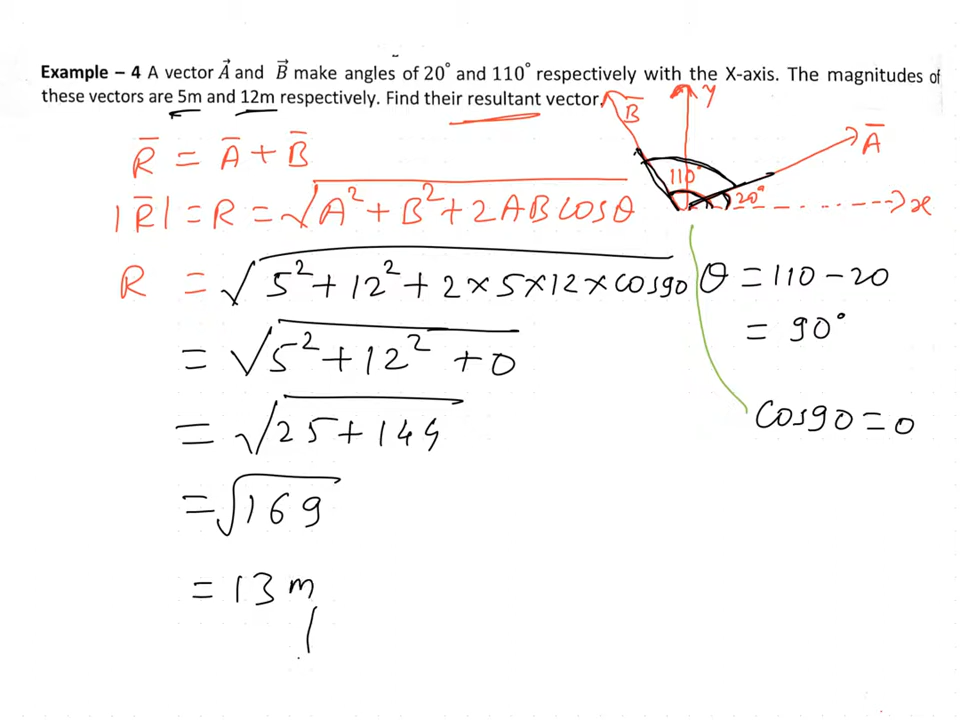 Example – 4 A vector A⃗ and B⃗ make angles of 20° and 110° respectively with the X-axis. The magnitudes of
these vectors are 5m and 12m respectively. Find their resultant vector.
B̅
y
A̅
110°
20°
x
R̅ = A̅ + B̅
|R̅| = R = √(A² + B² + 2ABcosθ)
R = √(5² + 12² + 2×5×12×cos90)
θ = 110 – 20
= √(5² + 12² + 0)
= 90°
= √(25 + 144)
cos90 = 0
= √169
= 13 m